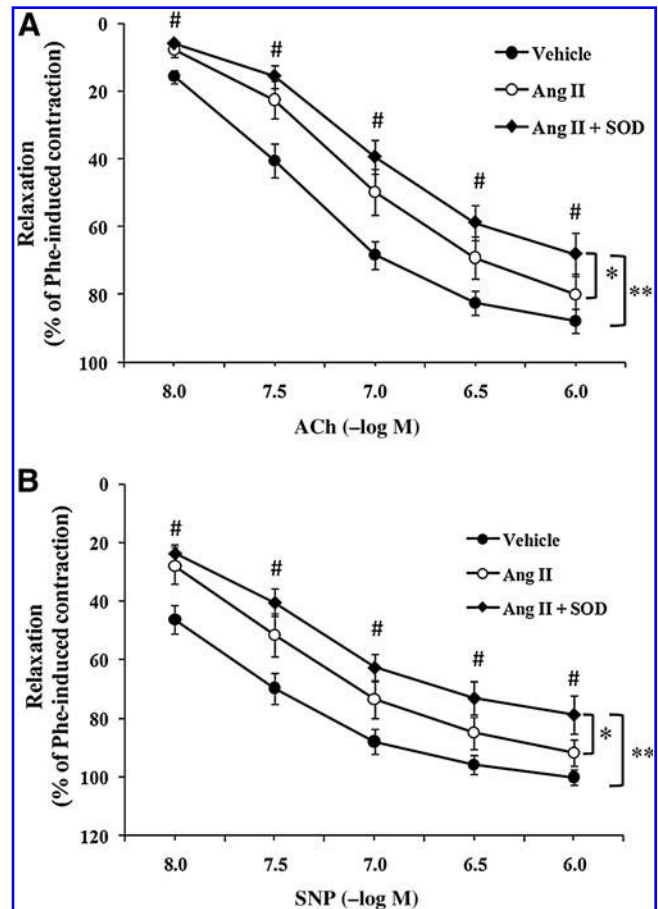 A
0
20
40
60
80
100
Relaxation
(% of Phe-induced contraction)
# # # # #
Vehicle
Ang II
Ang II + SOD
*
**
8.0 7.5 7.0 6.5 6.0
ACh (–log M)
B
0
20
40
60
80
100
120
Relaxation
(% of Phe-induced contraction)
# # # # #
Vehicle
Ang II
Ang II + SOD
*
**
8.0 7.5 7.0 6.5 6.0
SNP (–log M)